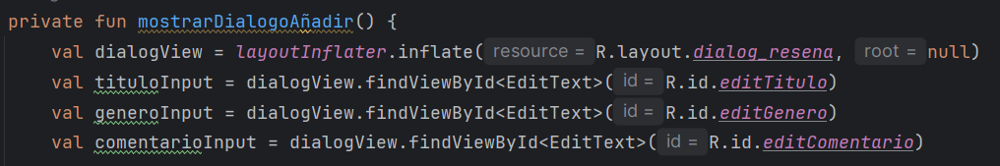 private fun mostrarDialogoAñadir() {
val dialogView = layoutInflater.inflate( resource = R.layout.dialog_resena, root = null)
val tituloInput = dialogView.findViewById<EditText>( id = R.id.editTitulo)
val generoInput = dialogView.findViewById<EditText>( id = R.id.editGenero)
val comentarioInput = dialogView.findViewById<EditText>( id = R.id.editComentario)